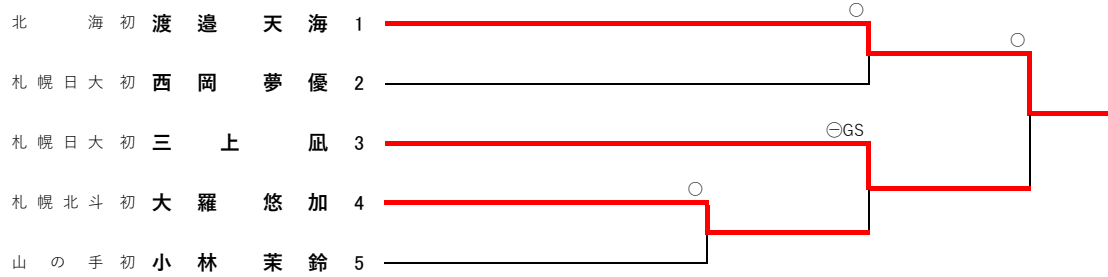 ○
○
北海 初 渡邉 天海 1
札幌日大 初 西岡 夢優 2
㊀GS
札幌日大 初 三上 凪 3
○
札幌北斗 初 大羅 悠加 4
山の手 初 小林 茉鈴 5